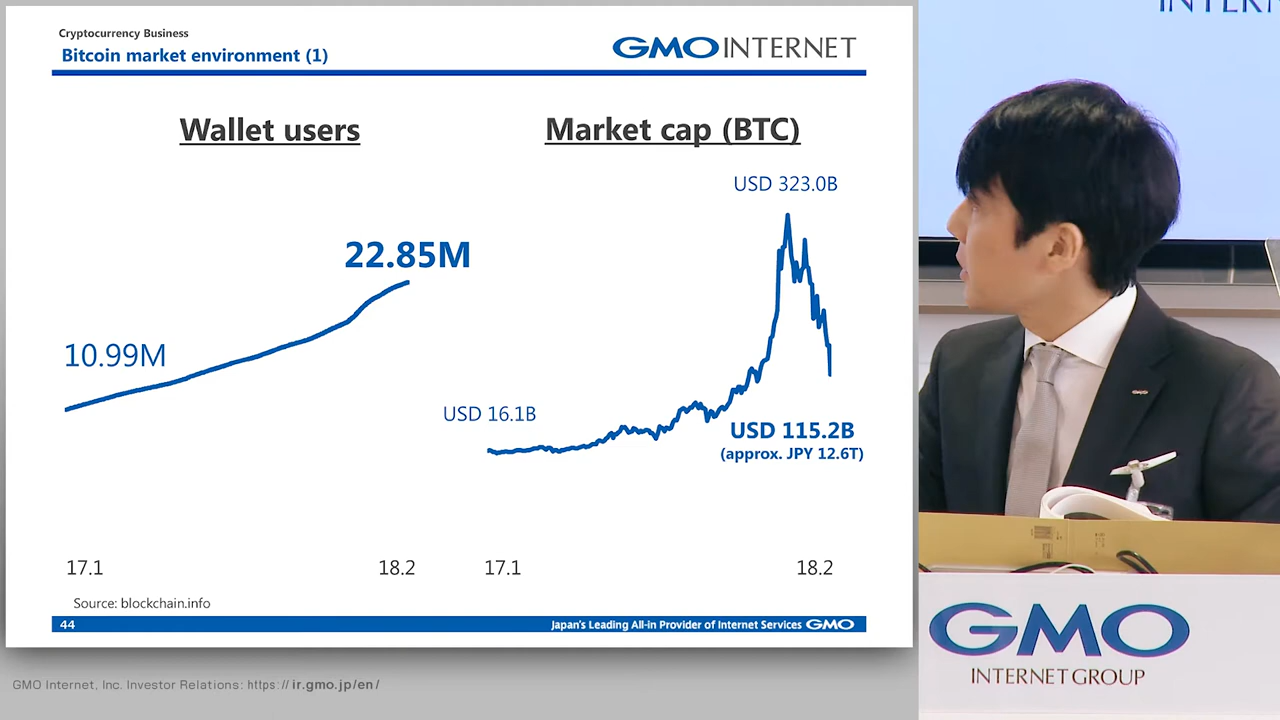 Cryptocurrency Business
Bitcoin market environment (1)
GMO INTERNET
Wallet users
Market cap (BTC)
USD 323.0B
22.85M
10.99M
USD 16.1B
USD 115.2B
(approx. JPY 12.6T)
17.1
18.2
17.1
18.2
Source: blockchain.info
44
Japan's Leading All-in Provider of Internet Services GMO
GMO Internet, Inc. Investor Relations: https://ir.gmo.jp/en/
GMO
INTERNET GROUP